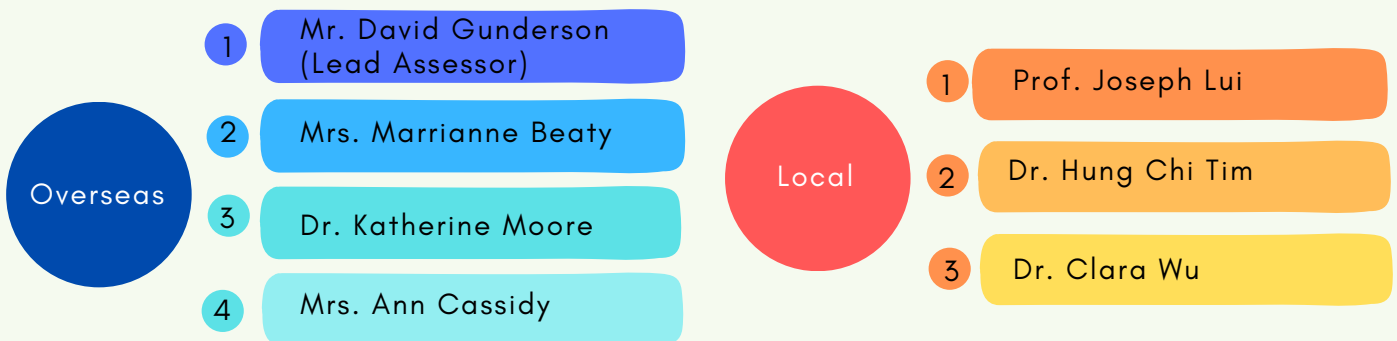 Overseas
1
Mr. David Gunderson
(Lead Assessor)
2
Mrs. Marrianne Beaty
3
Dr. Katherine Moore
4
Mrs. Ann Cassidy
Local
1
Prof. Joseph Lui
2
Dr. Hung Chi Tim
3
Dr. Clara Wu